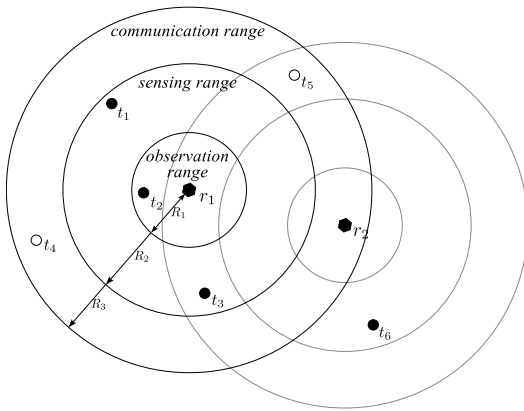 communication range
sensing range
t5
t1
observation
range
t2
r1
R1
r2
t4
R2
t3
R3
t6